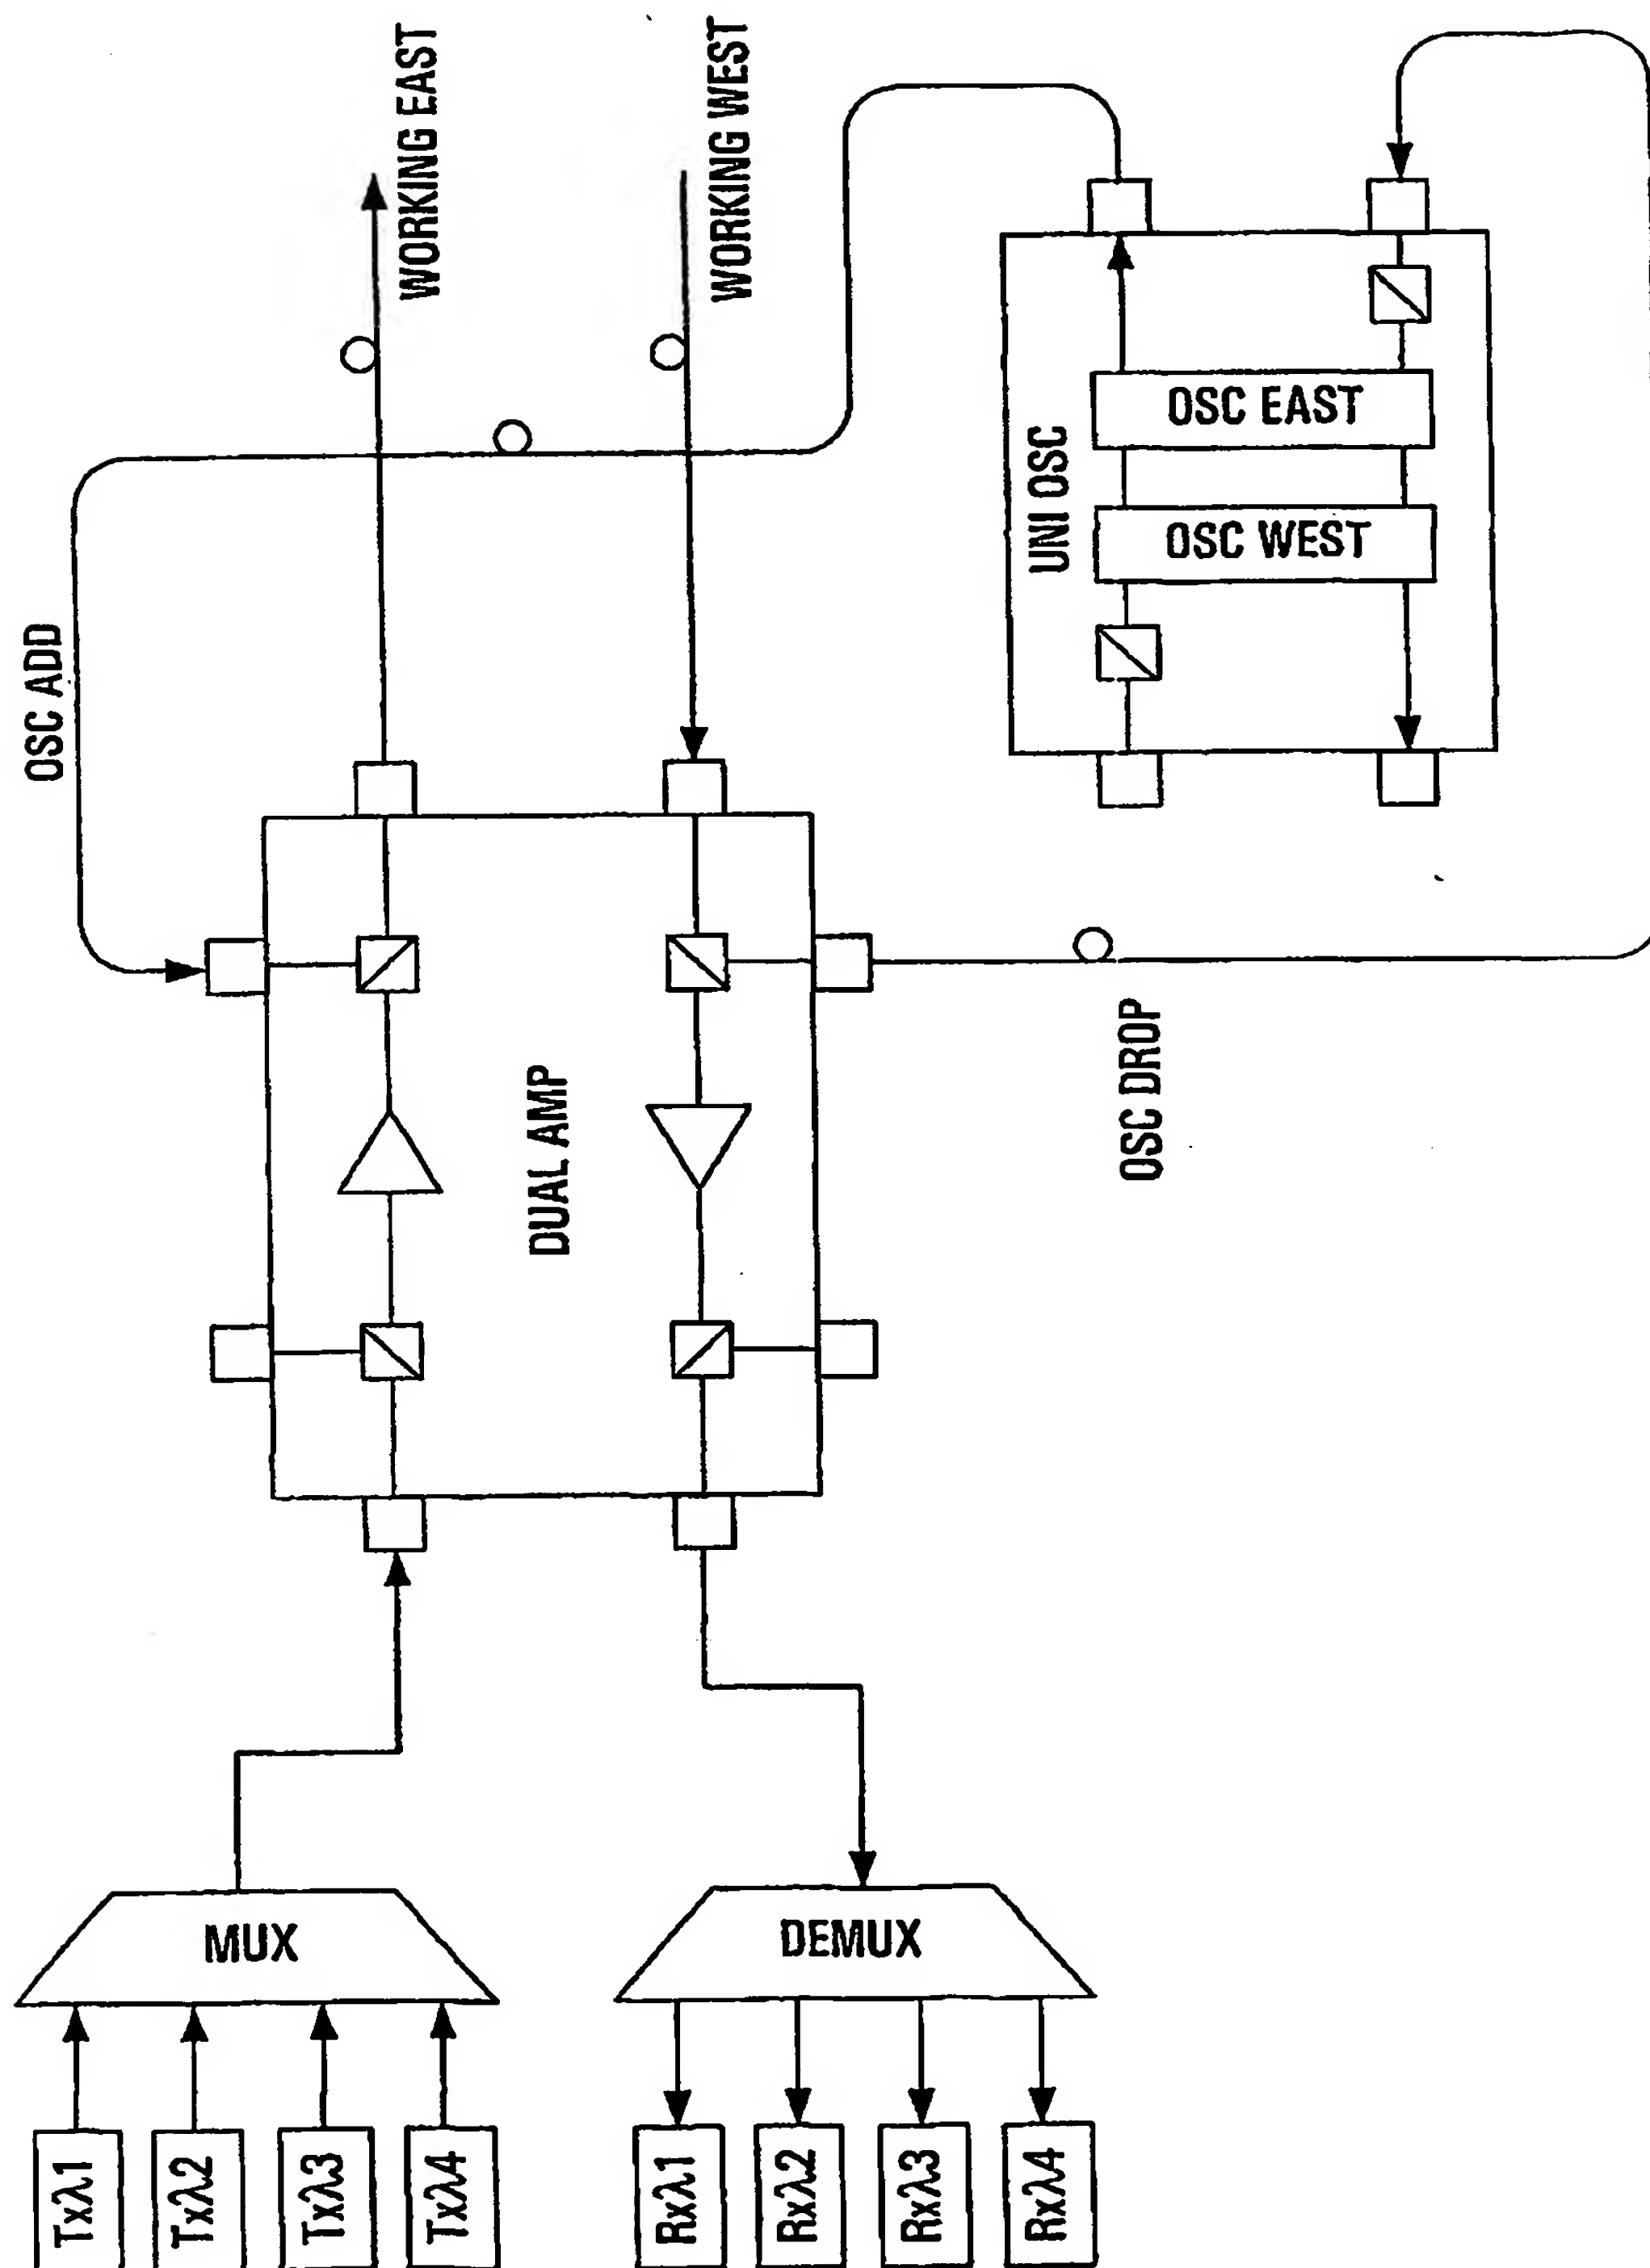 Txλ1
Txλ2
Txλ3
Txλ4
MUX
OSC ADD
WORKING EAST
DUAL AMP
Rxλ1
Rxλ2
Rxλ3
Rxλ4
DEMUX
WORKING WEST
OSC DROP
UNI OSC
OSC WEST
OSC EAST